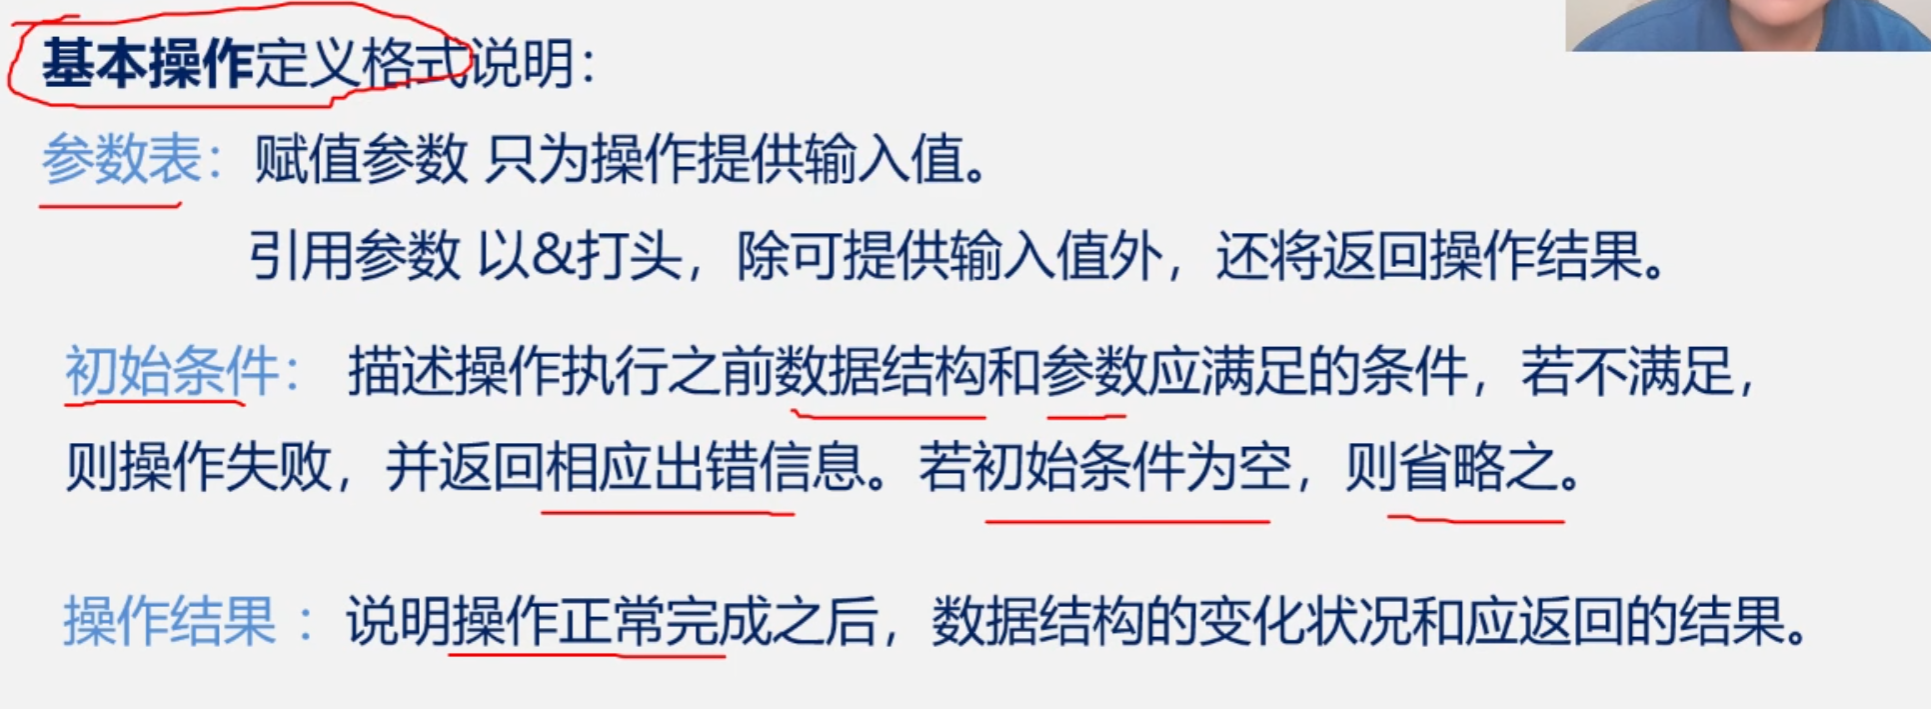 基本操作定义格式说明：
参数表：赋值参数 只为操作提供输入值。
引用参数 以&打头，除可提供输入值外，还将返回操作结果。
初始条件： 描述操作执行之前数据结构和参数应满足的条件，若不满足，
则操作失败，并返回相应出错信息。若初始条件为空，则省略之。
操作结果 ：说明操作正常完成之后，数据结构的变化状况和应返回的结果。